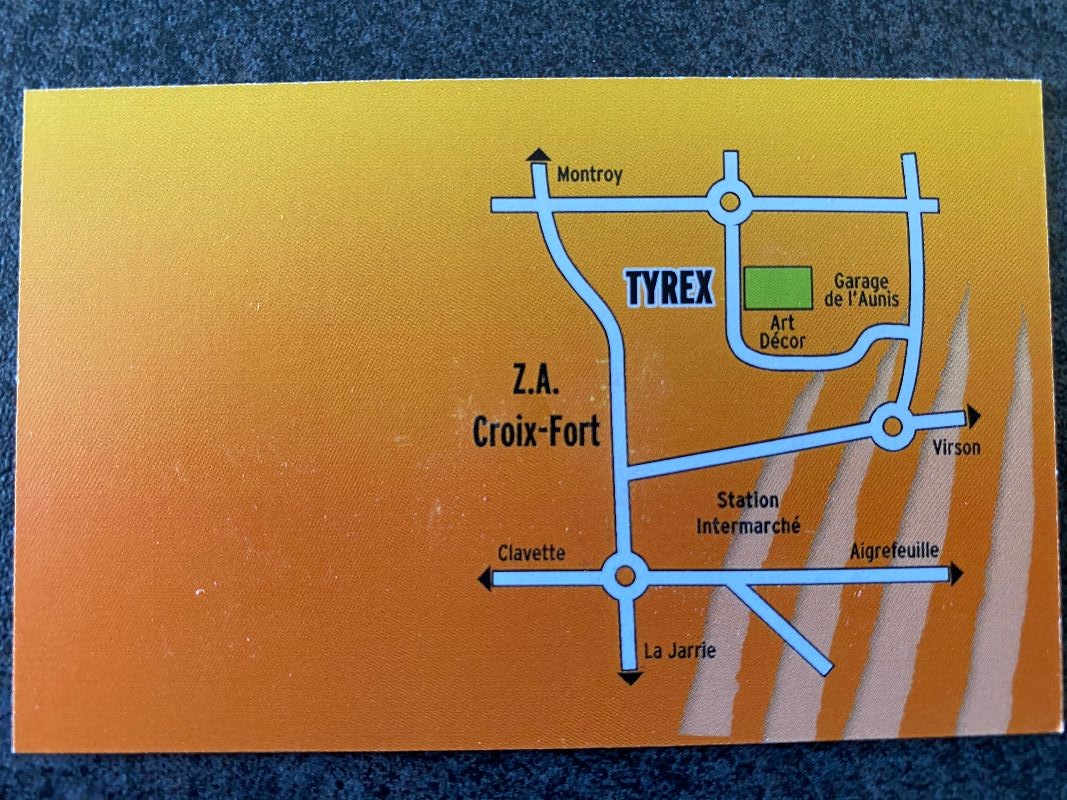 Montroy
TYREX
Garage
de l'Aunis
Art
Décor
Z.A.
Croix-Fort
Virson
Station
Intermarché
Clavette
Aigrefeuille
La Jarrie